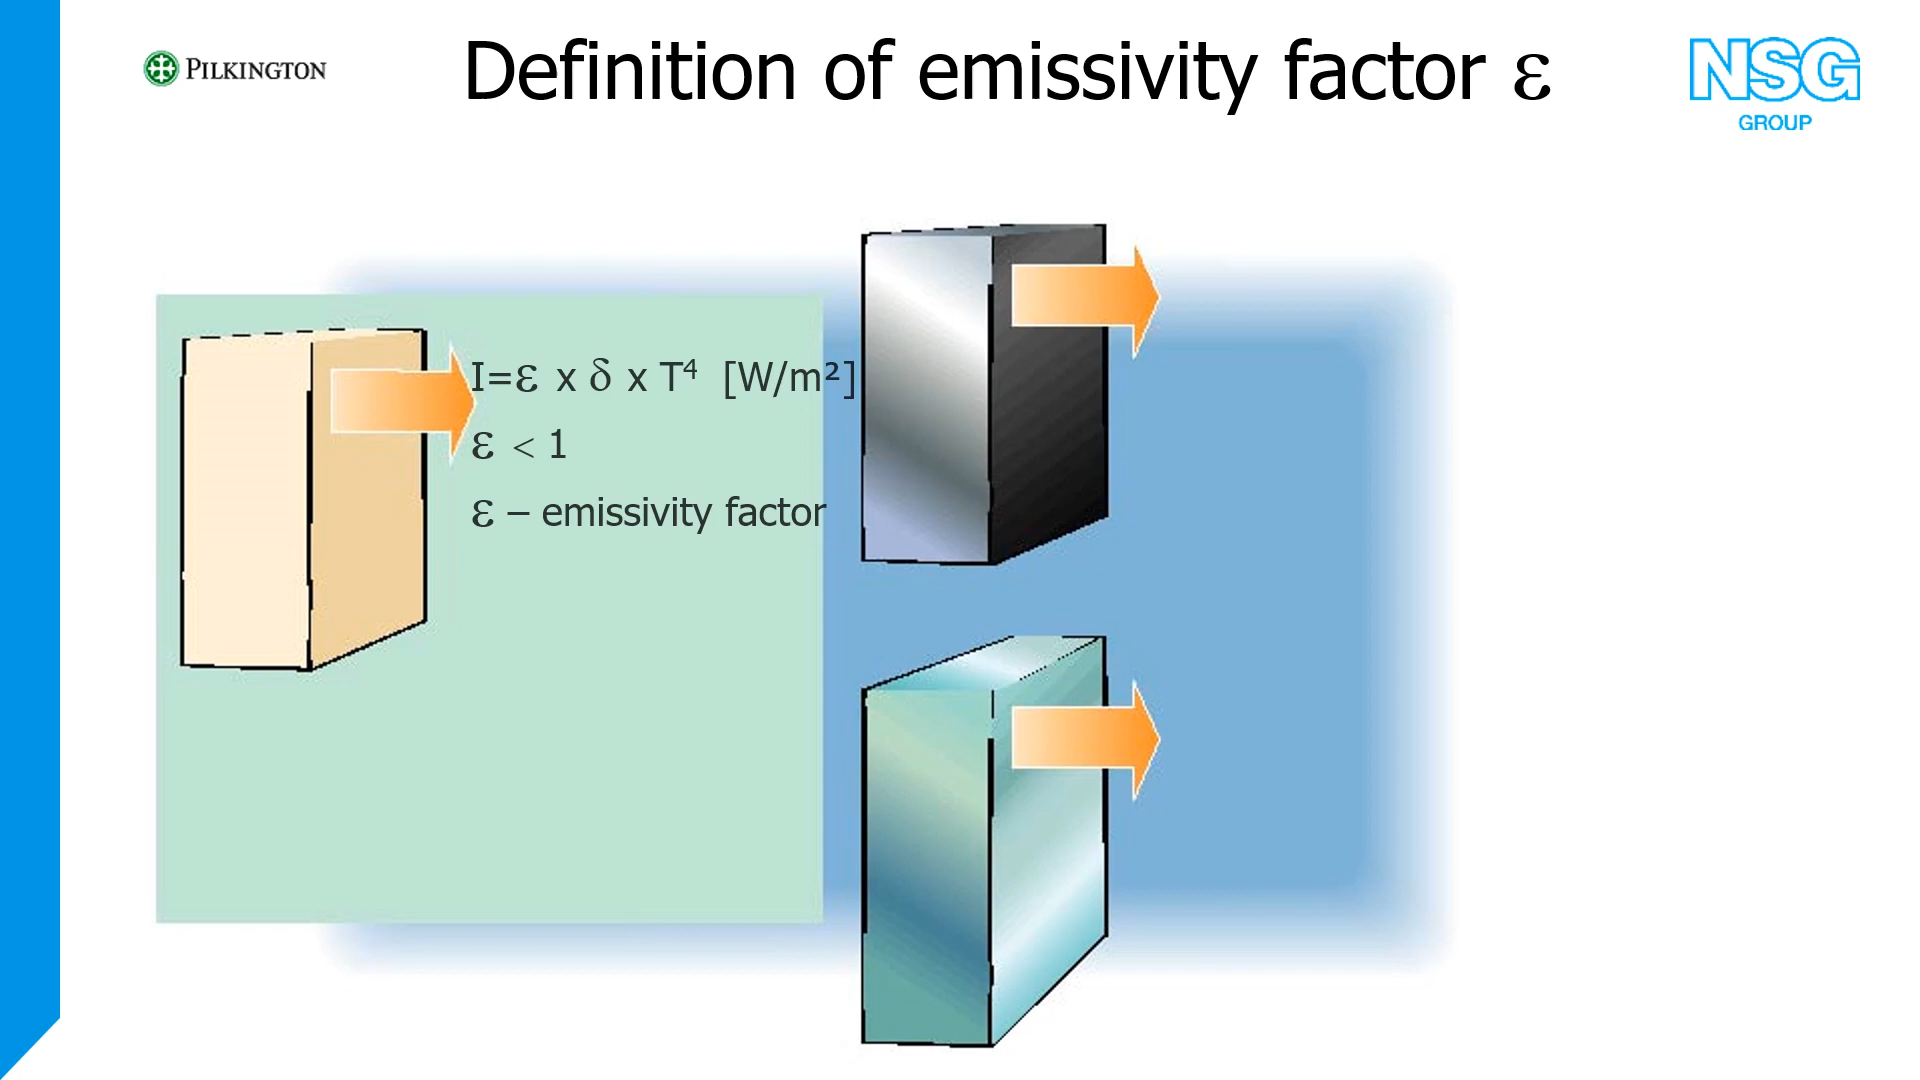 PILKINGTON
Definition of emissivity factor ε
NSG
GROUP
I=ε x δ x T⁴ [W/m²]
ε < 1
ε – emissivity factor